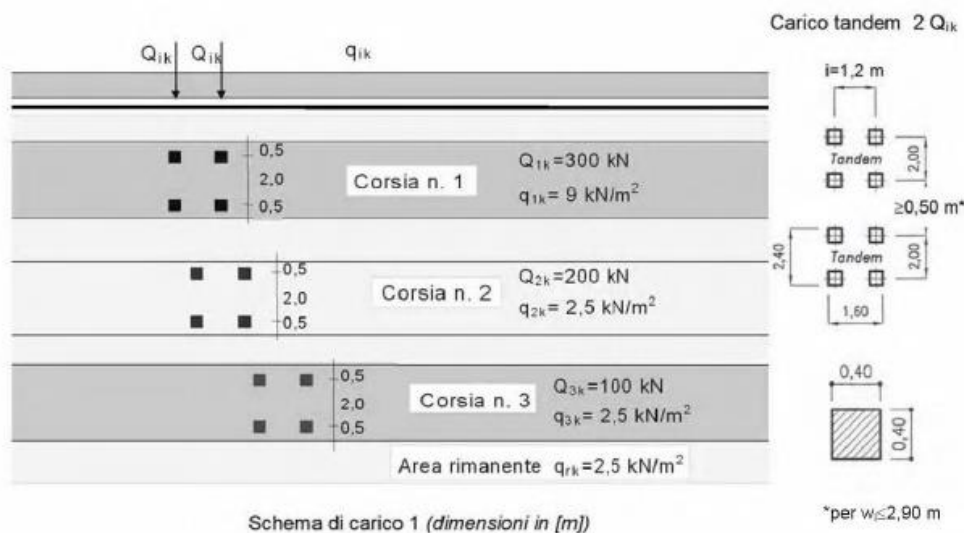 Carico tandem 2 Qik
Qik Qik qik
i=1,2 m
0,5
2,0
0,5
Corsia n. 1
Q1k=300 kN
q1k= 9 kN/m²
Tandem
2,00
≥0,50 m*
0,5
2,0
0,5
Corsia n. 2
Q2k=200 kN
q2k= 2,5 kN/m²
2,40
Tandem
2,00
1,60
0,5
2,0
0,5
Corsia n. 3
Q3k=100 kN
q3k= 2,5 kN/m²
0,40
0,40
Area rimanente qrk=2,5 kN/m²
Schema di carico 1 (dimensioni in [m])
*per wl≤2,90 m